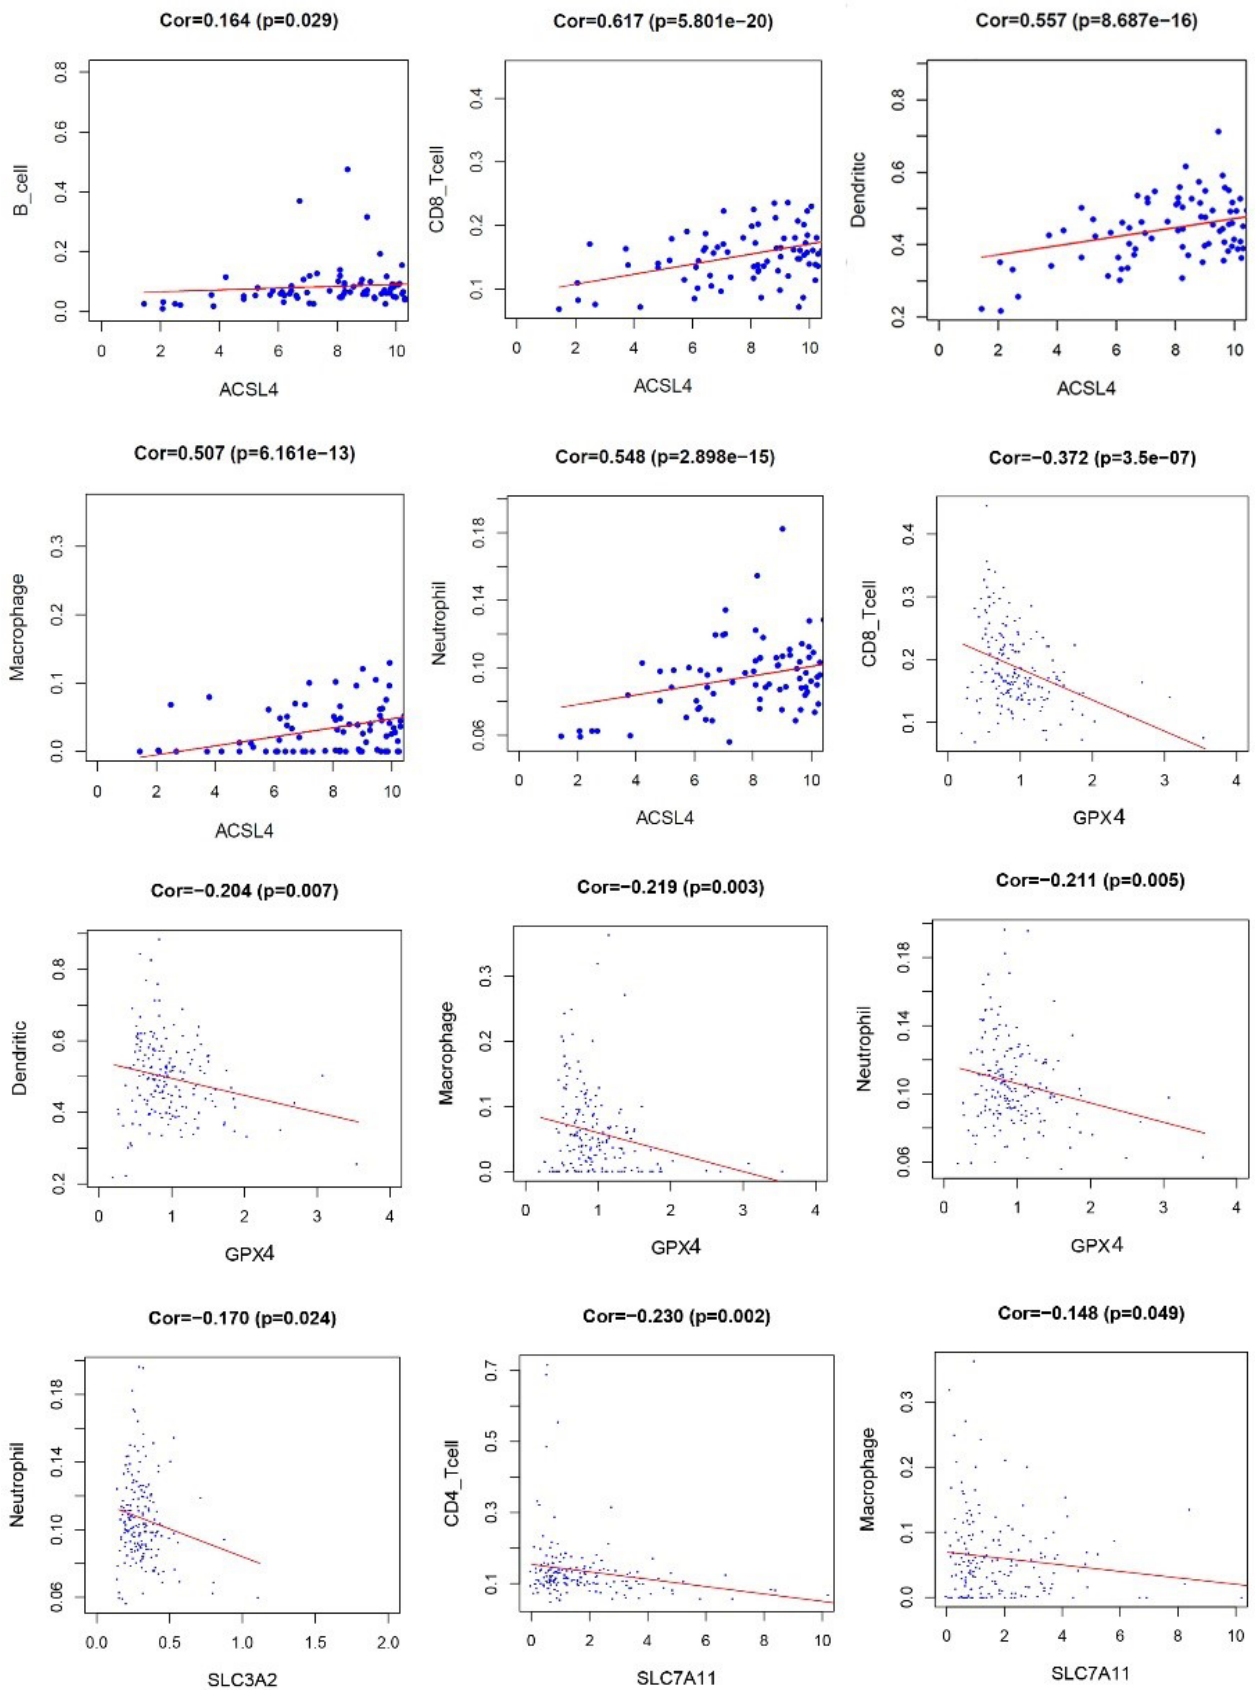 Cor=0.164 (p=0.029)
B_cell
0.0 0.2 0.4 0.6 0.8
0 2 4 6 8 10
ACSL4
Cor=0.617 (p=5.801e−20)
CD8_Tcell
0.1 0.2 0.3 0.4
0 2 4 6 8 10
ACSL4
Cor=0.557 (p=8.687e−16)
Dendritic
0.2 0.4 0.6 0.8
0 2 4 6 8 10
ACSL4
Cor=0.507 (p=6.161e−13)
Macrophage
0.0 0.1 0.2 0.3
0 2 4 6 8 10
ACSL4
Cor=0.548 (p=2.898e−15)
Neutrophil
0.06 0.10 0.14 0.18
0 2 4 6 8 10
ACSL4
Cor=−0.372 (p=3.5e−07)
CD8_Tcell
0.1 0.2 0.3 0.4
0 1 2 3 4
GPX4
Cor=−0.204 (p=0.007)
Dendritic
0.2 0.4 0.6 0.8
0 1 2 3 4
GPX4
Cor=−0.219 (p=0.003)
Macrophage
0.0 0.1 0.2 0.3
0 1 2 3 4
GPX4
Cor=−0.211 (p=0.005)
Neutrophil
0.06 0.10 0.14 0.18
0 1 2 3 4
GPX4
Cor=−0.170 (p=0.024)
Neutrophil
0.06 0.10 0.14 0.18
0.0 0.5 1.0 1.5 2.0
SLC3A2
Cor=−0.230 (p=0.002)
CD4_Tcell
0.1 0.3 0.5 0.7
0 2 4 6 8 10
SLC7A11
Cor=−0.148 (p=0.049)
Macrophage
0.0 0.1 0.2 0.3
0 2 4 6 8 10
SLC7A11